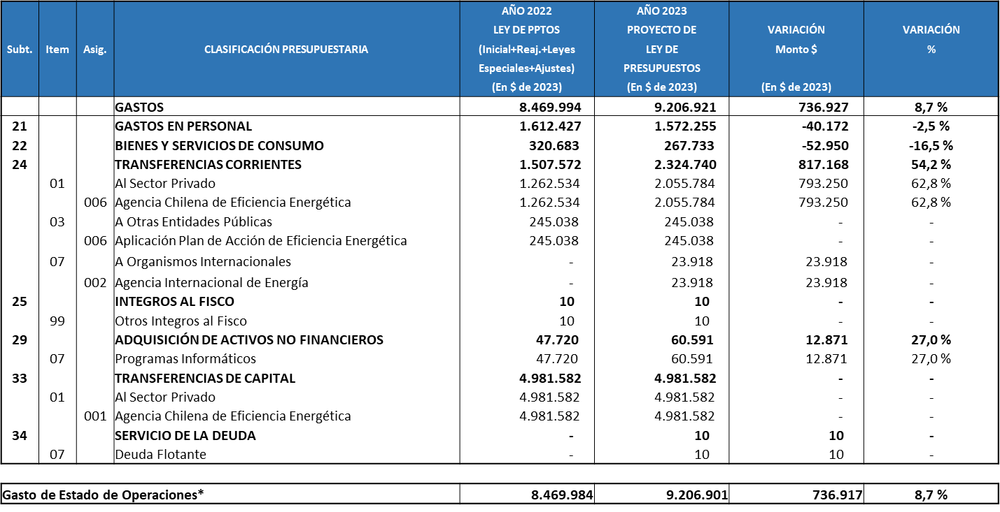 Subt. Item Asig. CLASIFICACIÓN PRESUPUESTARIA AÑO 2022 LEY DE PPTOS (Inicial+Reaj.+Leyes Especiales+Ajustes) (En $ de 2023) AÑO 2023 PROYECTO DE LEY DE PRESUPUESTOS (En $ de 2023) VARIACIÓN Monto $ (En $ de 2023) VARIACIÓN %
GASTOS 8.469.994 9.206.921 736.927 8,7 %
21 GASTOS EN PERSONAL 1.612.427 1.572.255 -40.172 -2,5 %
22 BIENES Y SERVICIOS DE CONSUMO 320.683 267.733 -52.950 -16,5 %
24 TRANSFERENCIAS CORRIENTES 1.507.572 2.324.740 817.168 54,2 %
01 Al Sector Privado 1.262.534 2.055.784 793.250 62,8 %
006 Agencia Chilena de Eficiencia Energética 1.262.534 2.055.784 793.250 62,8 %
03 A Otras Entidades Públicas 245.038 245.038 - -
006 Aplicación Plan de Acción de Eficiencia Energética 245.038 245.038 - -
07 A Organismos Internacionales - 23.918 23.918 -
002 Agencia Internacional de Energía - 23.918 23.918 -
25 INTEGROS AL FISCO 10 10 - -
99 Otros Integros al Fisco 10 10 - -
29 ADQUISICIÓN DE ACTIVOS NO FINANCIEROS 47.720 60.591 12.871 27,0 %
07 Programas Informáticos 47.720 60.591 12.871 27,0 %
33 TRANSFERENCIAS DE CAPITAL 4.981.582 4.981.582 - -
01 Al Sector Privado 4.981.582 4.981.582 - -
001 Agencia Chilena de Eficiencia Energética 4.981.582 4.981.582 - -
34 SERVICIO DE LA DEUDA - 10 10 -
07 Deuda Flotante - 10 10 -
Gasto de Estado de Operaciones* 8.469.984 9.206.901 736.917 8,7 %